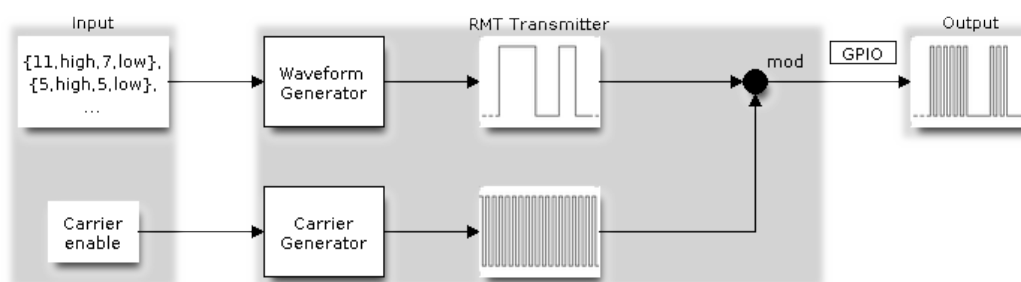 Input
RMT Transmitter
Output
{11,high,7,low},
{5,high,5,low},
...
Waveform
Generator
mod
GPIO
Carrier
enable
Carrier
Generator